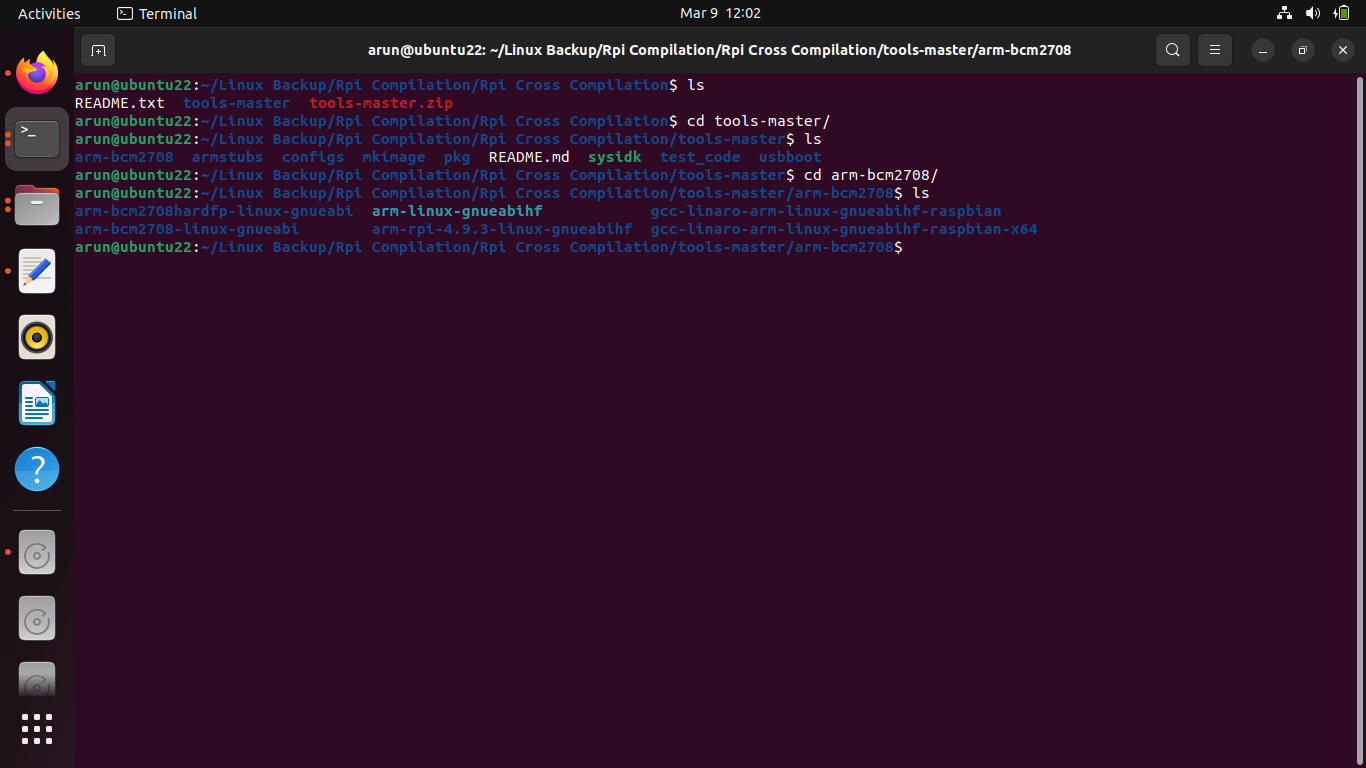 Activities Terminal Mar 9 12:02
arun@ubuntu22: ~/Linux Backup/Rpi Compilation/Rpi Cross Compilation/tools-master/arm-bcm2708
arun@ubuntu22:~/Linux Backup/Rpi Compilation/Rpi Cross Compilation$ ls
README.txt tools-master tools-master.zip
arun@ubuntu22:~/Linux Backup/Rpi Compilation/Rpi Cross Compilation$ cd tools-master/
arun@ubuntu22:~/Linux Backup/Rpi Compilation/Rpi Cross Compilation/tools-master$ ls
arm-bcm2708 armstubs configs mkimage pkg README.md sysidk test_code usbboot
arun@ubuntu22:~/Linux Backup/Rpi Compilation/Rpi Cross Compilation/tools-master$ cd arm-bcm2708/
arun@ubuntu22:~/Linux Backup/Rpi Compilation/Rpi Cross Compilation/tools-master/arm-bcm2708$ ls
arm-bcm2708hardfp-linux-gnueabi arm-linux-gnueabihf gcc-linaro-arm-linux-gnueabihf-raspbian
arm-bcm2708-linux-gnueabi arm-rpi-4.9.3-linux-gnueabihf gcc-linaro-arm-linux-gnueabihf-raspbian-x64
arun@ubuntu22:~/Linux Backup/Rpi Compilation/Rpi Cross Compilation/tools-master/arm-bcm2708$